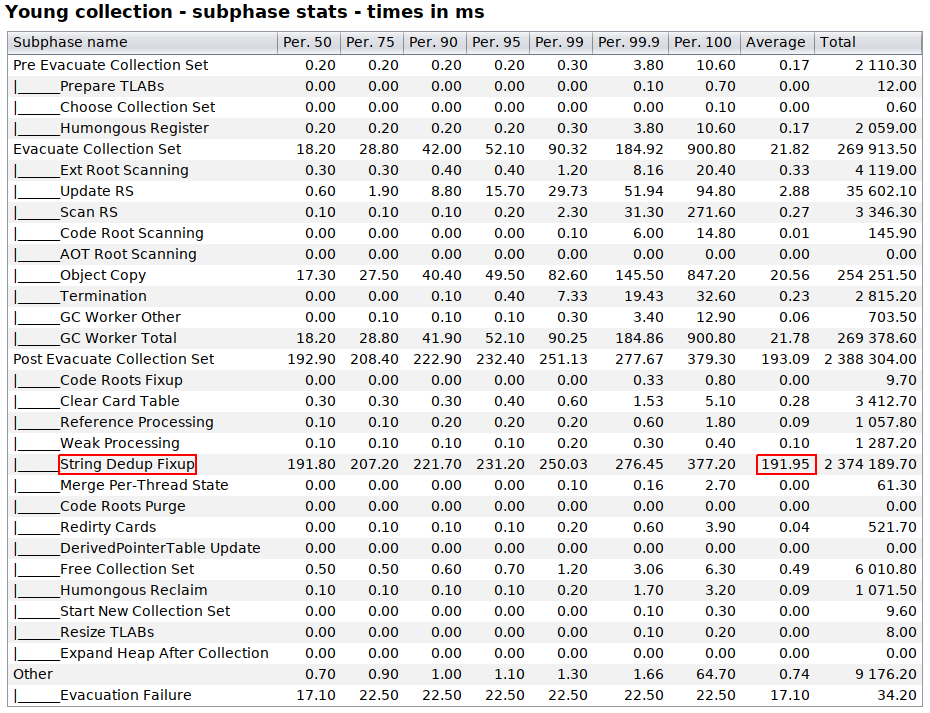 Young collection - subphase stats - times in ms
Subphase name Per. 50 Per. 75 Per. 90 Per. 95 Per. 99 Per. 99.9 Per. 100 Average Total
Pre Evacuate Collection Set 0.20 0.20 0.20 0.20 0.30 3.80 10.60 0.17 2 110.30
|______Prepare TLABs 0.00 0.00 0.00 0.00 0.00 0.10 0.70 0.00 12.00
|______Choose Collection Set 0.00 0.00 0.00 0.00 0.00 0.00 0.10 0.00 0.60
|______Humongous Register 0.20 0.20 0.20 0.20 0.30 3.80 10.60 0.17 2 059.00
Evacuate Collection Set 18.20 28.80 42.00 52.10 90.32 184.92 900.80 21.82 269 913.50
|______Ext Root Scanning 0.30 0.30 0.40 0.40 1.20 8.16 20.40 0.33 4 119.00
|______Update RS 0.60 1.90 8.80 15.70 29.73 51.94 94.80 2.88 35 602.10
|______Scan RS 0.10 0.10 0.10 0.20 2.30 31.30 271.60 0.27 3 346.30
|______Code Root Scanning 0.00 0.00 0.00 0.00 0.10 6.00 14.80 0.01 145.90
|______AOT Root Scanning 0.00 0.00 0.00 0.00 0.00 0.00 0.00 0.00 0.00
|______Object Copy 17.30 27.50 40.40 49.50 82.60 145.50 847.20 20.56 254 251.50
|______Termination 0.00 0.00 0.10 0.40 7.33 19.43 32.60 0.23 2 815.20
|______GC Worker Other 0.00 0.10 0.10 0.10 0.30 3.40 12.90 0.06 703.50
|______GC Worker Total 18.20 28.80 41.90 52.10 90.25 184.86 900.80 21.78 269 378.60
Post Evacuate Collection Set 192.90 208.40 222.90 232.40 251.13 277.67 379.30 193.09 2 388 304.00
|______Code Roots Fixup 0.00 0.00 0.00 0.00 0.00 0.33 0.80 0.00 9.70
|______Clear Card Table 0.30 0.30 0.30 0.40 0.60 1.53 5.10 0.28 3 412.70
|______Reference Processing 0.10 0.10 0.20 0.20 0.20 0.60 1.80 0.09 1 057.80
|______Weak Processing 0.10 0.10 0.10 0.10 0.20 0.30 0.40 0.10 1 287.20
|______String Dedup Fixup 191.80 207.20 221.70 231.20 250.03 276.45 377.20 191.95 2 374 189.70
|______Merge Per-Thread State 0.00 0.00 0.00 0.00 0.10 0.16 2.70 0.00 61.30
|______Code Roots Purge 0.00 0.00 0.00 0.00 0.00 0.00 0.00 0.00 0.00
|______Redirty Cards 0.00 0.10 0.10 0.10 0.20 0.60 3.90 0.04 521.70
|______DerivedPointerTable Update 0.00 0.00 0.00 0.00 0.00 0.00 0.00 0.00 0.00
|______Free Collection Set 0.50 0.50 0.60 0.70 1.20 3.06 6.30 0.49 6 010.80
|______Humongous Reclaim 0.10 0.10 0.10 0.10 0.20 1.70 3.20 0.09 1 071.50
|______Start New Collection Set 0.00 0.00 0.00 0.00 0.00 0.10 0.30 0.00 9.60
|______Resize TLABs 0.00 0.00 0.00 0.00 0.00 0.10 0.20 0.00 8.00
|______Expand Heap After Collection 0.00 0.00 0.00 0.00 0.00 0.00 0.00 0.00 0.00
Other 0.70 0.90 1.00 1.10 1.30 1.66 64.70 0.74 9 176.20
|______Evacuation Failure 17.10 22.50 22.50 22.50 22.50 22.50 22.50 17.10 34.20